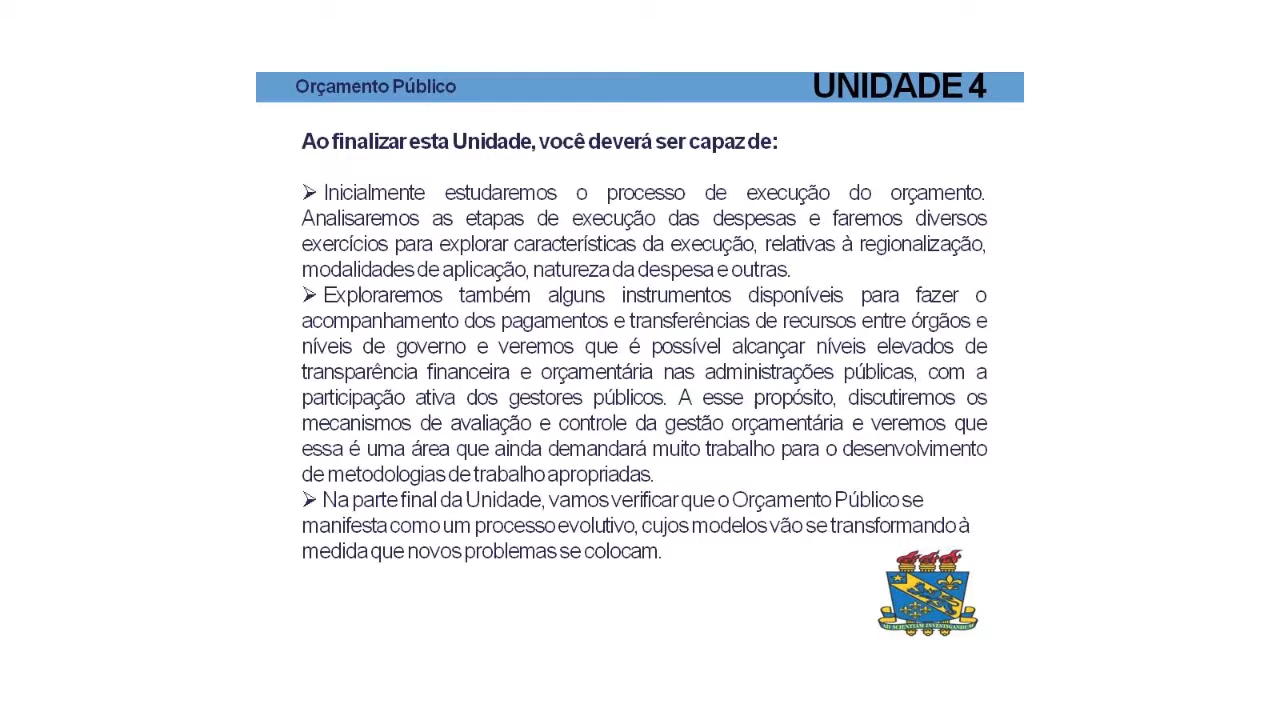 Orçamento Público
UNIDADE 4
Ao finalizar esta Unidade, você deverá ser capaz de:
➢ Inicialmente estudaremos o processo de execução do orçamento.
Analisaremos as etapas de execução das despesas e faremos diversos
exercícios para explorar características da execução, relativas à regionalização,
modalidades de aplicação, natureza da despesa e outras.
➢ Exploraremos também alguns instrumentos disponíveis para fazer o
acompanhamento dos pagamentos e transferências de recursos entre órgãos e
níveis de governo e veremos que é possível alcançar níveis elevados de
transparência financeira e orçamentária nas administrações públicas, com a
participação ativa dos gestores públicos. A esse propósito, discutiremos os
mecanismos de avaliação e controle da gestão orçamentária e veremos que
essa é uma área que ainda demandará muito trabalho para o desenvolvimento
de metodologias de trabalho apropriadas.
➢ Na parte final da Unidade, vamos verificar que o Orçamento Público se
manifesta como um processo evolutivo, cujos modelos vão se transformando à
medida que novos problemas se colocam.